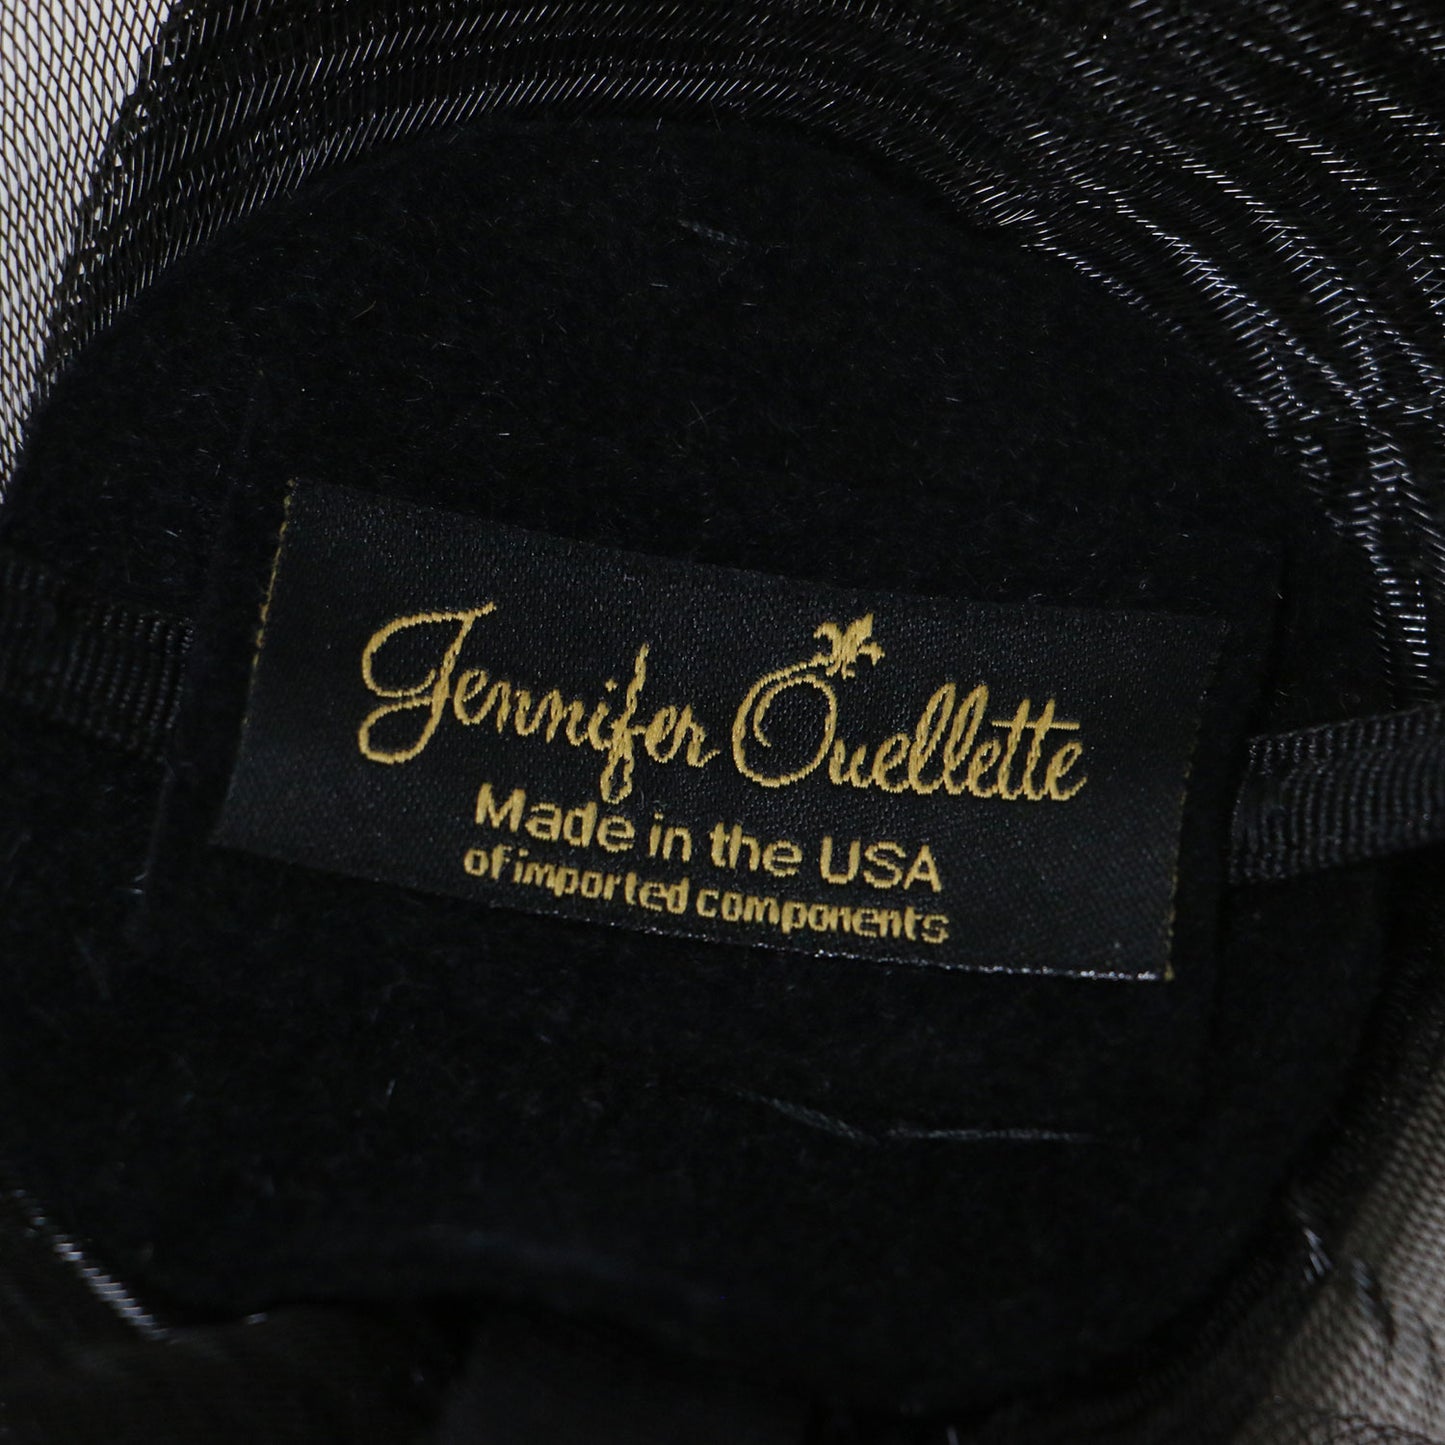 Jennifer Ouellette
Made in the USA
of imported components